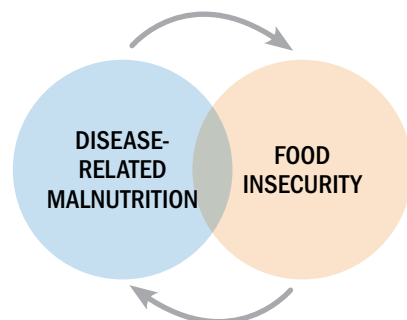 DISEASE-
RELATED
MALNUTRITION
FOOD
INSECURITY